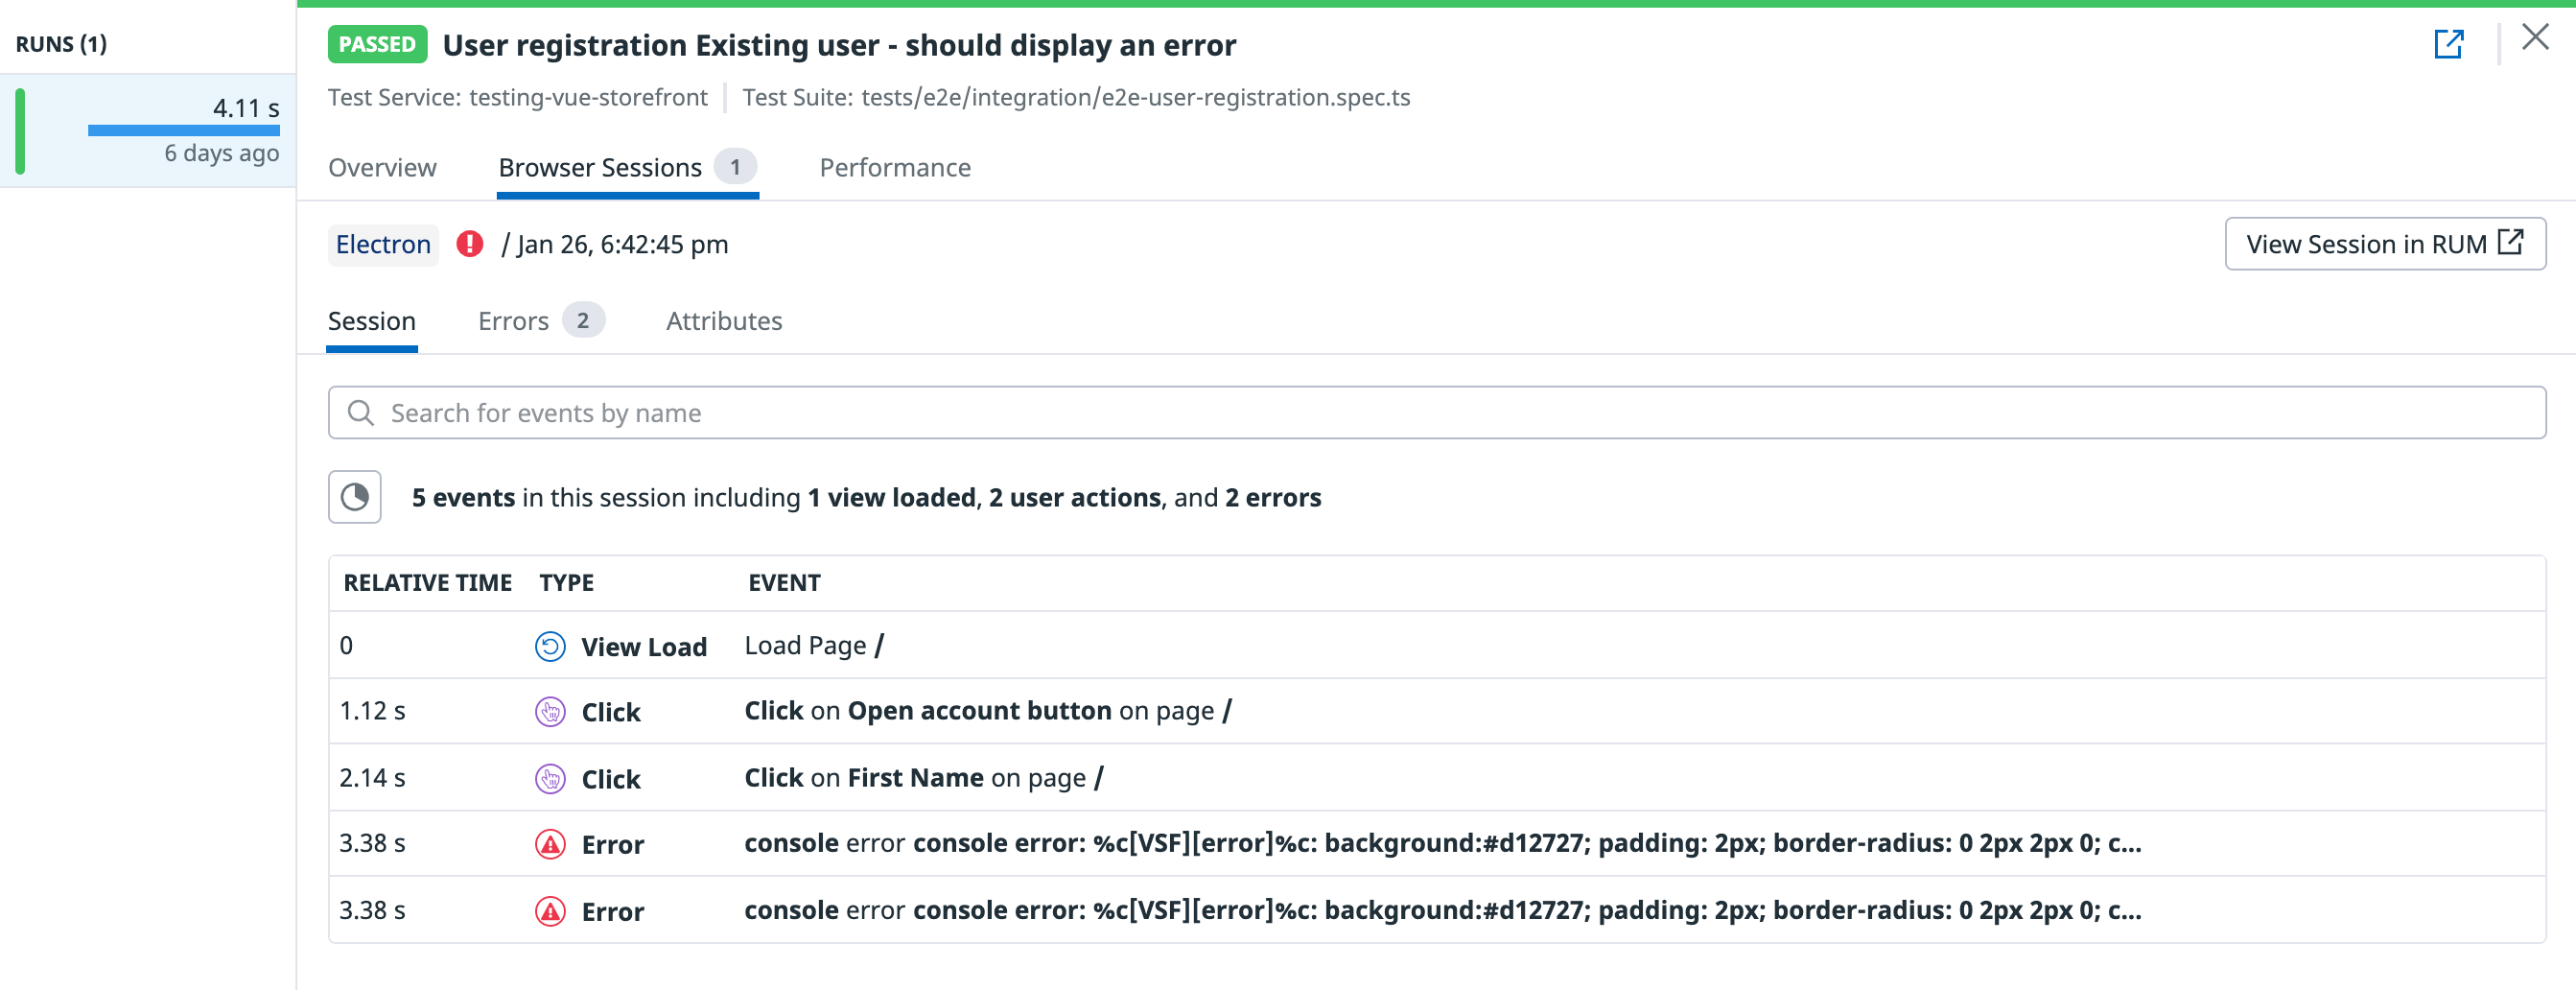 RUNS (1)
4.11 s
6 days ago
PASSED User registration Existing user - should display an error
Test Service: testing-vue-storefront Test Suite: tests/e2e/integration/e2e-user-registration.spec.ts
Overview Browser Sessions 1 Performance
Electron / Jan 26, 6:42:45 pm View Session in RUM
Session Errors 2 Attributes
Search for events by name
5 events in this session including 1 view loaded, 2 user actions, and 2 errors
RELATIVE TIME TYPE EVENT
0 View Load Load Page /
1.12 s Click Click on Open account button on page /
2.14 s Click Click on First Name on page /
3.38 s Error console error console error: %c[VSF][error]%c: background:#d12727; padding: 2px; border-radius: 0 2px 2px 0; c...
3.38 s Error console error console error: %c[VSF][error]%c: background:#d12727; padding: 2px; border-radius: 0 2px 2px 0; c...